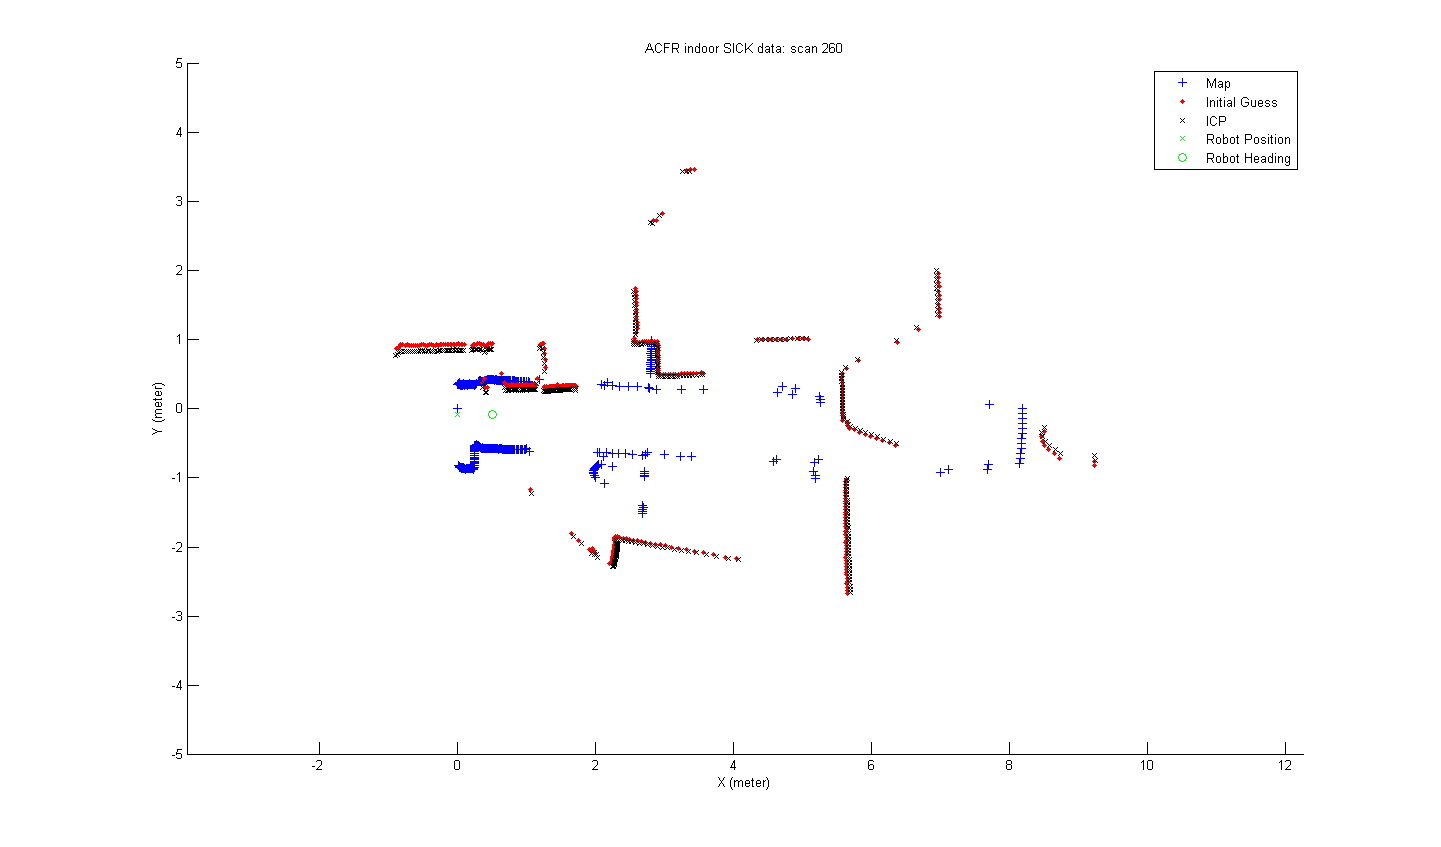 ACFR indoor SICK data: scan 260
Map
Initial Guess
ICP
Robot Position
Robot Heading
5
4
3
2
1
0
-1
-2
-3
-4
-5
Y (meter)
-2
0
2
4
6
8
10
12
X (meter)